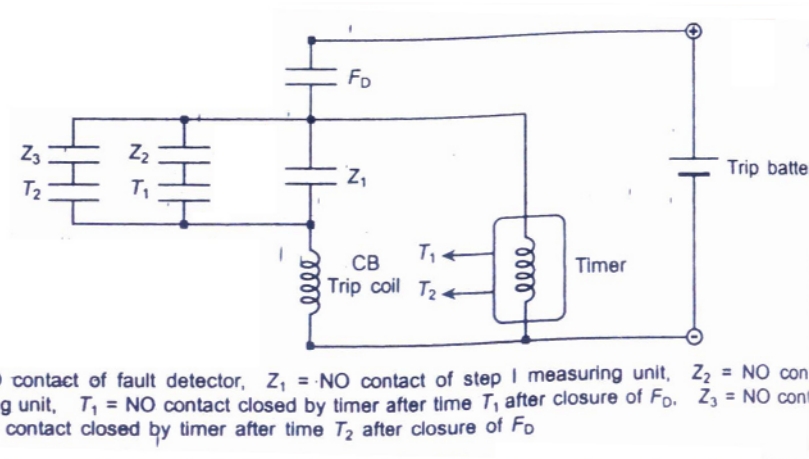 F_D
Z_3 Z_2 Z_1 Trip batte
T_2 T_1
T_1 CB Timer
T_2 Trip coil
contact of fault detector, Z_1 = NO contact of step I measuring unit, Z_2 = NO con
g unit, T_1 = NO contact closed by timer after time T_1 after closure of F_D. Z_3 = NO cont
contact closed by timer after time T_2 after closure of F_D